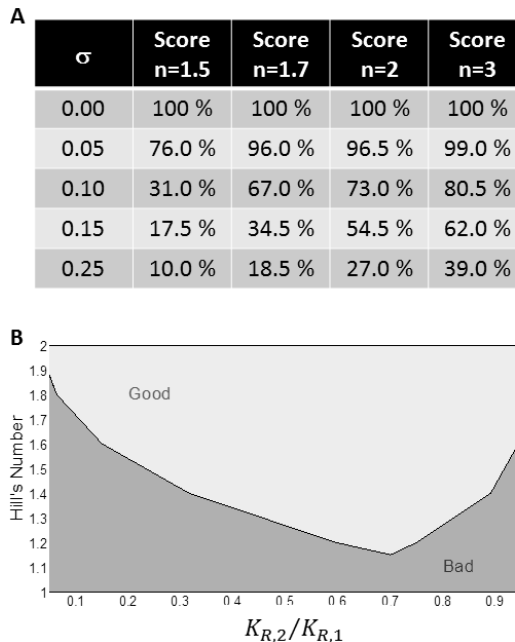 A
σ Score n=1.5 Score n=1.7 Score n=2 Score n=3
0.00 100 % 100 % 100 % 100 %
0.05 76.0 % 96.0 % 96.5 % 99.0 %
0.10 31.0 % 67.0 % 73.0 % 80.5 %
0.15 17.5 % 34.5 % 54.5 % 62.0 %
0.25 10.0 % 18.5 % 27.0 % 39.0 %
B
Hill's Number
2
1.9
1.8
1.7
1.6
1.5
1.4
1.3
1.2
1.1
1
Good
Bad
0.1 0.2 0.3 0.4 0.5 0.6 0.7 0.8 0.9
K_{R,2}/K_{R,1}